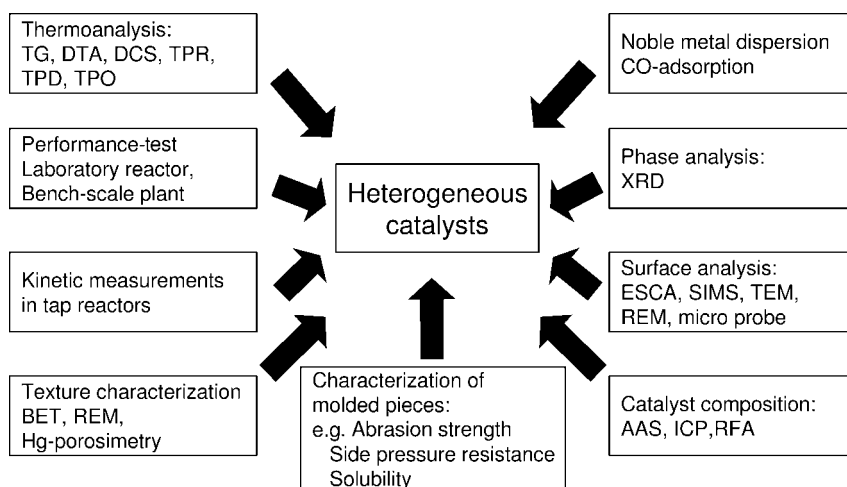 Thermoanalysis:
TG, DTA, DCS, TPR,
TPD, TPO
Noble metal dispersion
CO-adsorption
Performance-test
Laboratory reactor,
Bench-scale plant
Heterogeneous
catalysts
Phase analysis:
XRD
Kinetic measurements
in tap reactors
Surface analysis:
ESCA, SIMS, TEM,
REM, micro probe
Texture characterization
BET, REM,
Hg-porosimetry
Characterization of
molded pieces:
e.g. Abrasion strength
Side pressure resistance
Solubility
Catalyst composition:
AAS, ICP,RFA